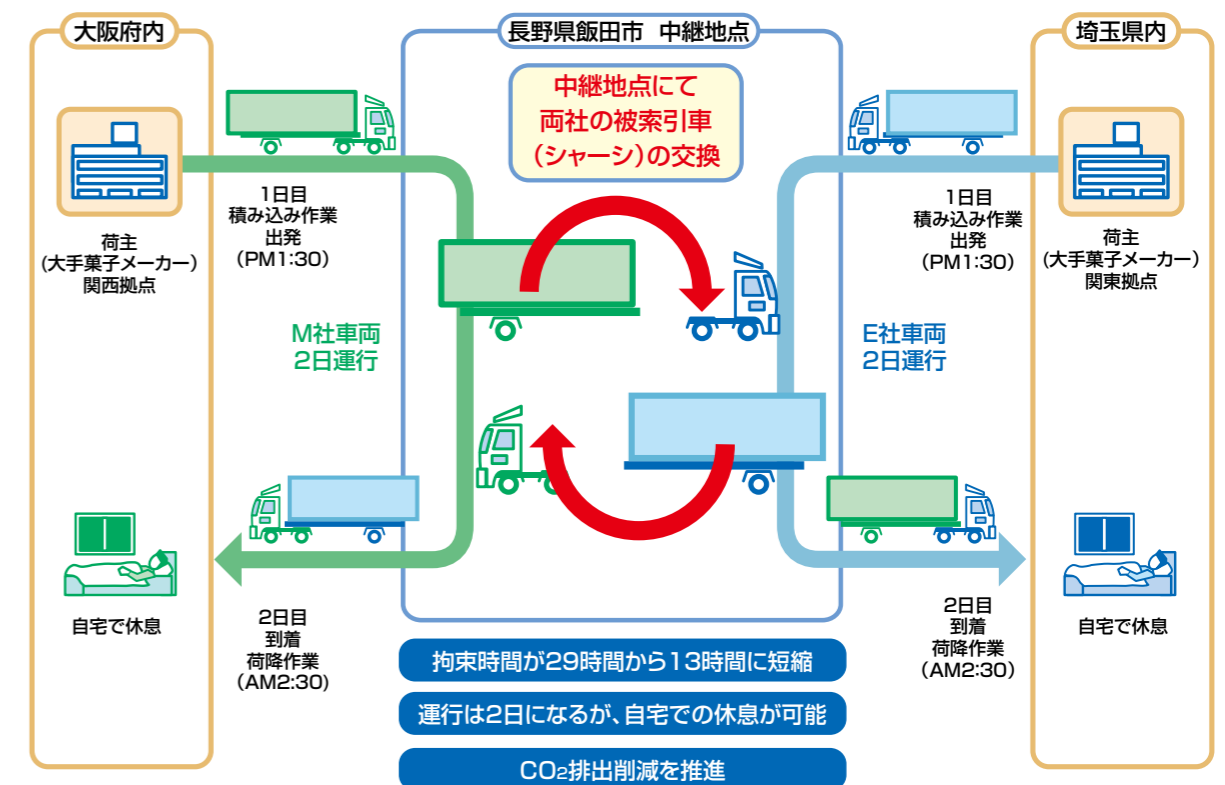 大阪府内
荷主
(大手菓子メーカー)
関西拠点
自宅で休息
1日目
積み込み作業
出発
(PM1:30)
M社車両
2日運行
2日目
到着
荷降作業
(AM2:30)
長野県飯田市 中継地点
中継地点にて
両社の被索引車
(シャーシ)の交換
拘束時間が29時間から13時間に短縮
運行は2日になるが、自宅での休息が可能
CO₂排出削減を推進
1日目
積み込み作業
出発
(PM1:30)
E社車両
2日運行
2日目
到着
荷降作業
(AM2:30)
埼玉県内
荷主
(大手菓子メーカー)
関東拠点
自宅で休息